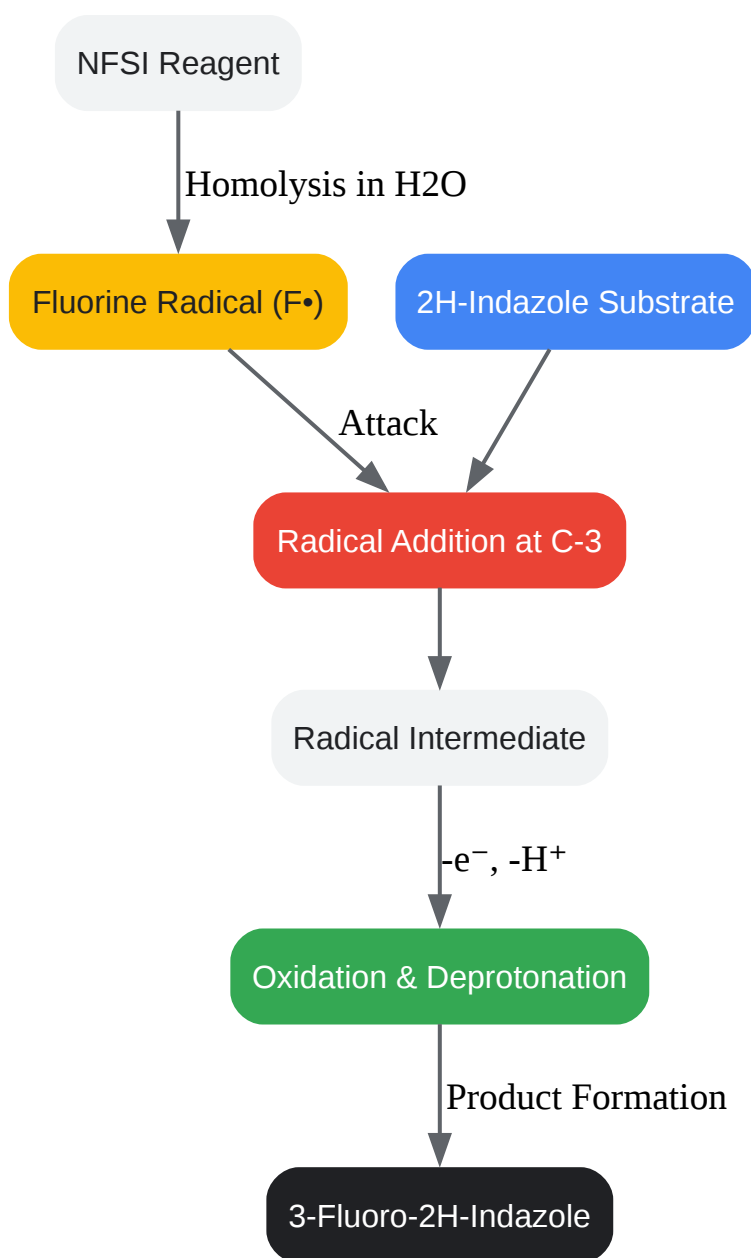 NFSI Reagent
Homolysis in H2O
Fluorine Radical (F•)
2H-Indazole Substrate
Attack
Radical Addition at C-3
Radical Intermediate
-e⁻, -H⁺
Oxidation & Deprotonation
Product Formation
3-Fluoro-2H-Indazole